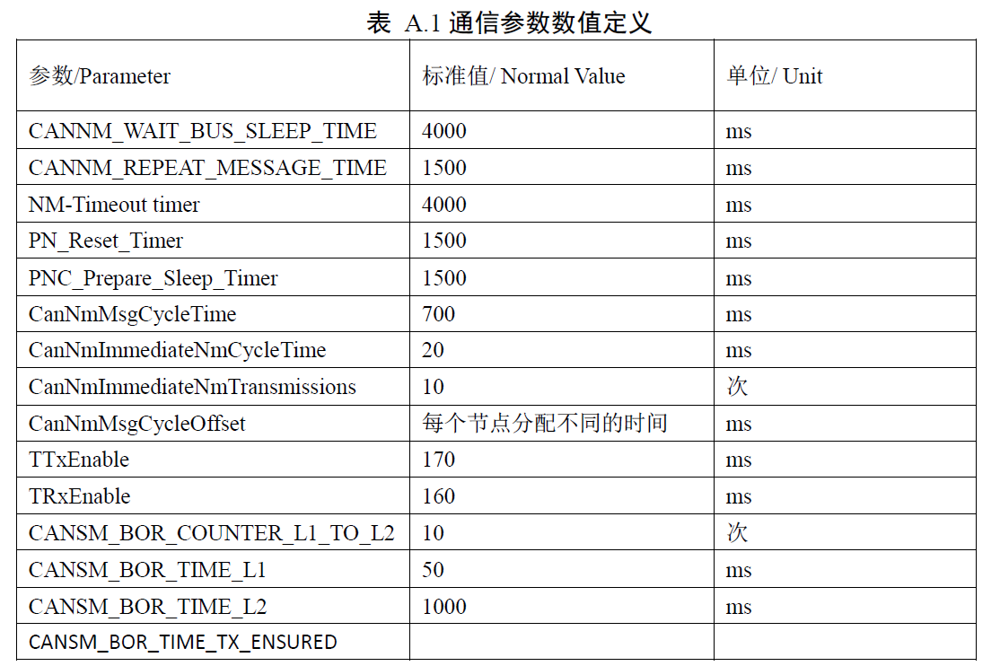 表 A.1 通信参数数值定义
参数/Parameter 标准值/ Normal Value 单位/ Unit
CANNM_WAIT_BUS_SLEEP_TIME 4000 ms
CANNM_REPEAT_MESSAGE_TIME 1500 ms
NM-Timeout timer 4000 ms
PN_Reset_Timer 1500 ms
PNC_Prepare_Sleep_Timer 1500 ms
CanNmMsgCycleTime 700 ms
CanNmImmediateNmCycleTime 20 ms
CanNmImmediateNmTransmissions 10 次
CanNmMsgCycleOffset 每个节点分配不同的时间 ms
TTxEnable 170 ms
TRxEnable 160 ms
CANSM_BOR_COUNTER_L1_TO_L2 10 次
CANSM_BOR_TIME_L1 50 ms
CANSM_BOR_TIME_L2 1000 ms
CANSM_BOR_TIME_TX_ENSURED